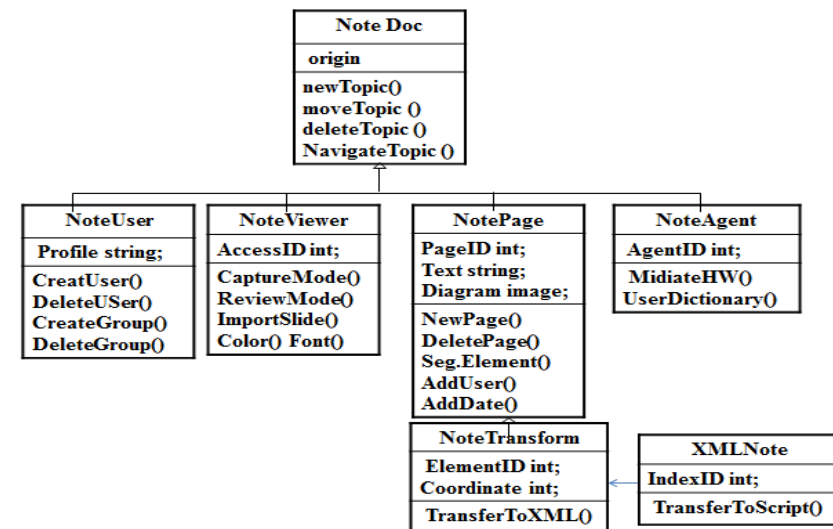 Note Doc
origin
newTopic()
moveTopic ()
deleteTopic ()
NavigateTopic ()
NoteUser
Profile string;
CreatUser()
DeleteUSer()
CreateGroup()
DeleteGroup()
NoteViewer
AccessID int;
CaptureMode()
ReviewMode()
ImportSlide()
Color() Font()
NotePage
PageID int;
Text string;
Diagram image;
NewPage()
DeletePage()
Seg.Element()
AddUser()
AddDate()
NoteAgent
AgentID int;
MidiateHW()
UserDictionary()
NoteTransform
ElementID int;
Coordinate int;
TransferToXML()
XMLNote
IndexID int;
TransferToScript()